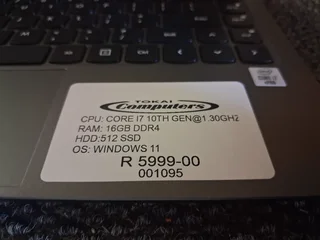 TOKAI
Computers
CPU: CORE I7 10TH GEN@1.30GHZ
RAM: 16GB DDR4
HDD:512 SSD
OS: WINDOWS 11
R 5999-00
001095